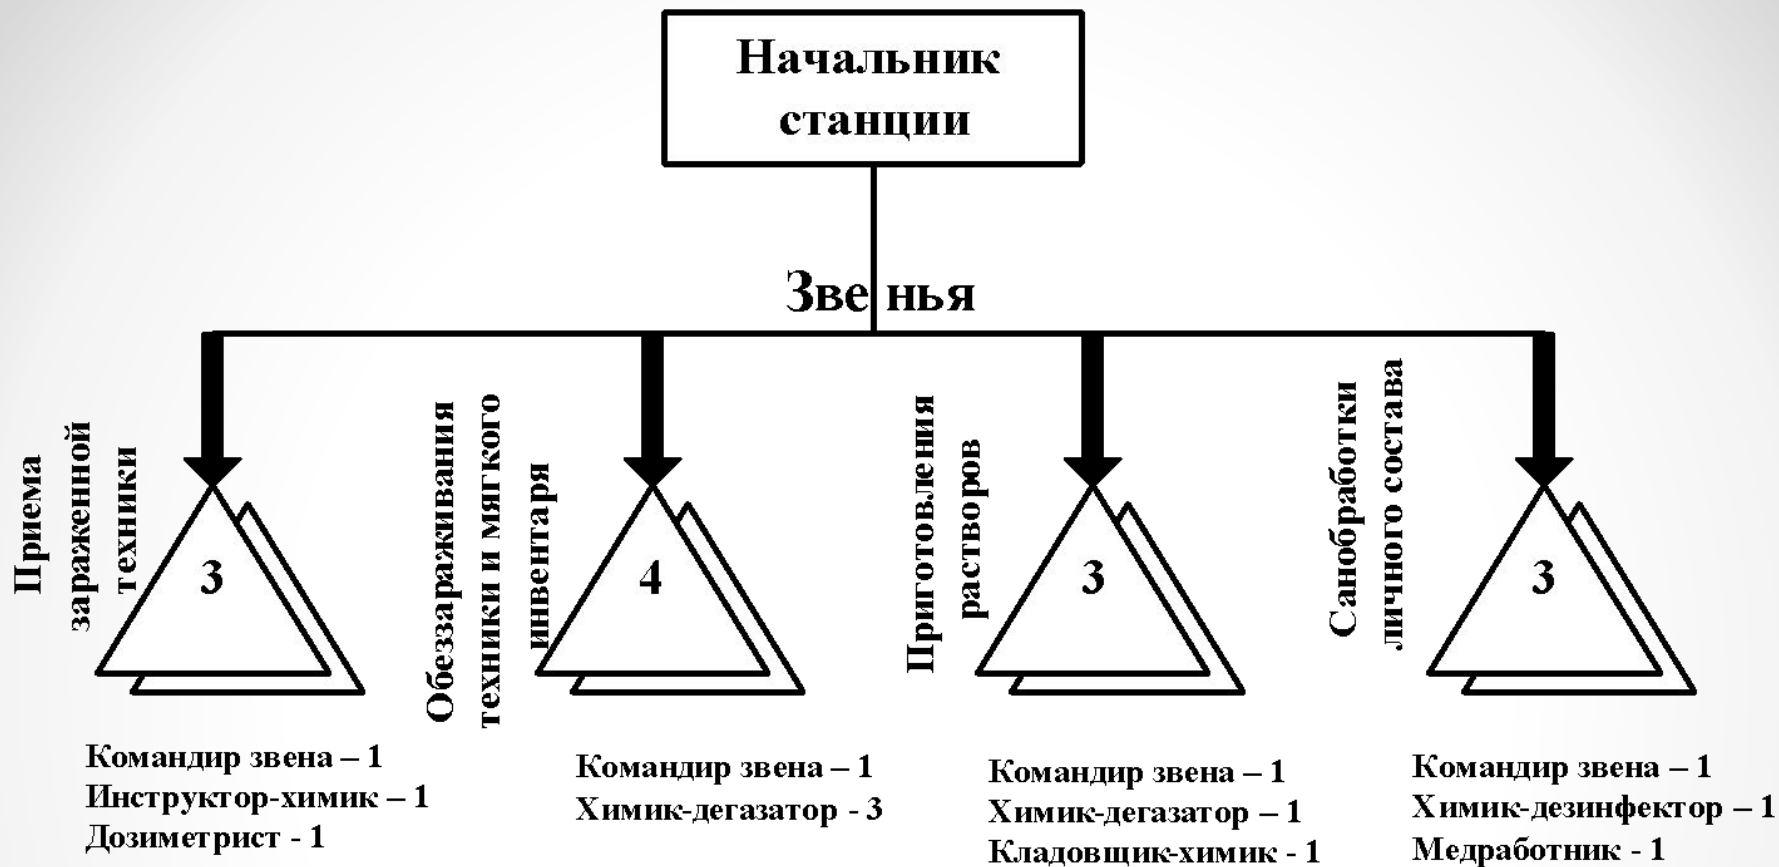 Начальник
станции
Звенья
Приема
зараженной
техники
3
Обеззараживания
техники и мягкого
инвентаря
4
Приготовления
растворов
3
Санобработки
личного состава
3
Командир звена – 1
Инструктор-химик – 1
Дозиметрист - 1
Командир звена – 1
Химик-дегазатор - 3
Командир звена – 1
Химик-дегазатор – 1
Кладовщик-химик - 1
Командир звена – 1
Химик-дезинфектор – 1
Медработник - 1